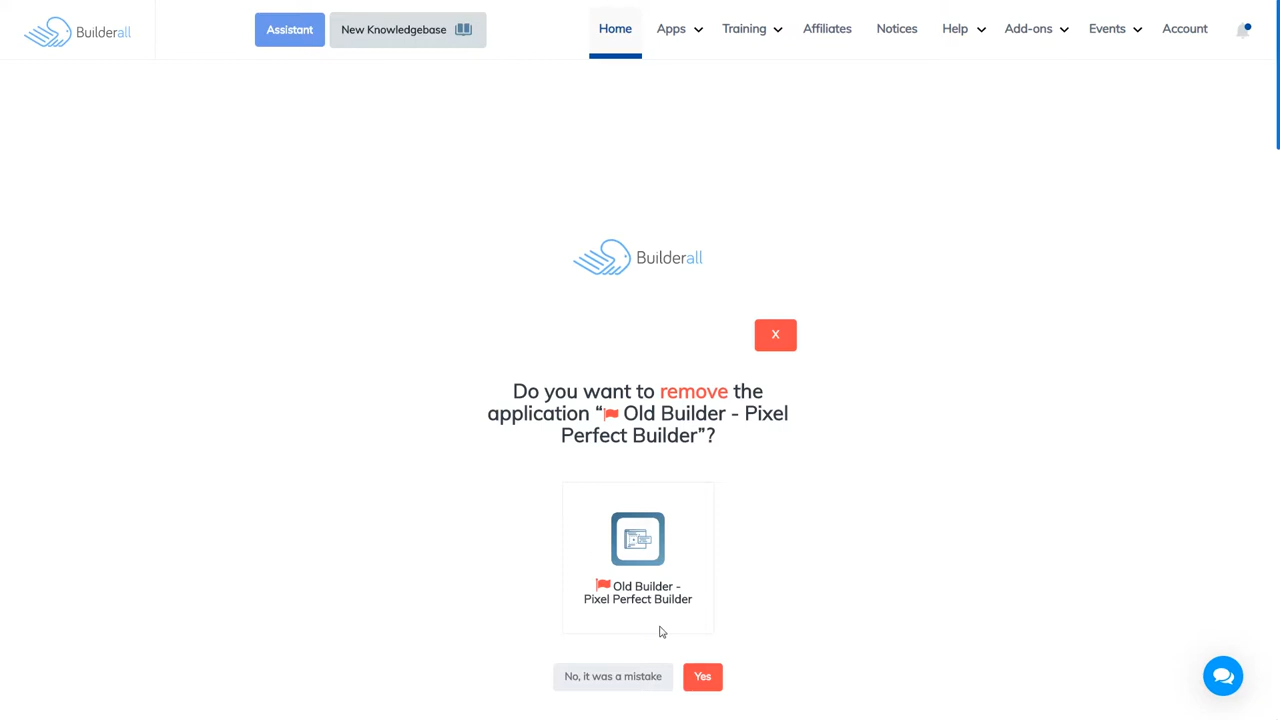 Builderall
Assistant
New Knowledgebase
Home
Apps
Training
Affiliates
Notices
Help
Add-ons
Events
Account
Builderall
X
Do you want to remove the
application “🚩 Old Builder - Pixel
Perfect Builder”?
🚩 Old Builder -
Pixel Perfect Builder
No, it was a mistake
Yes